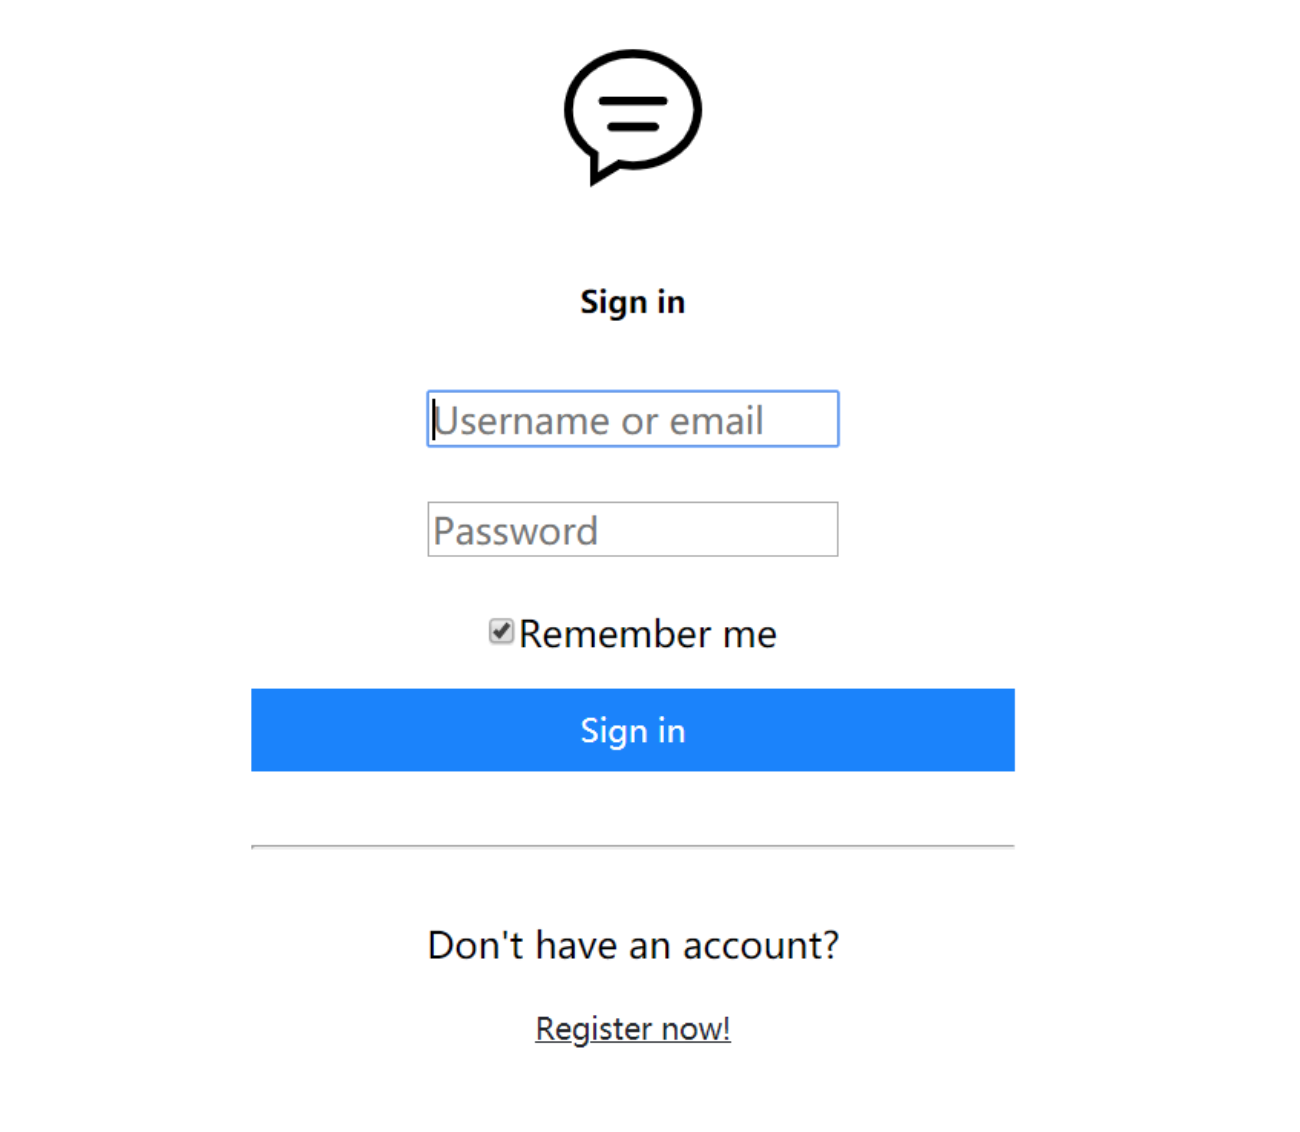 Sign in
Username or email
Password
Remember me
Sign in
Don't have an account?
Register now!